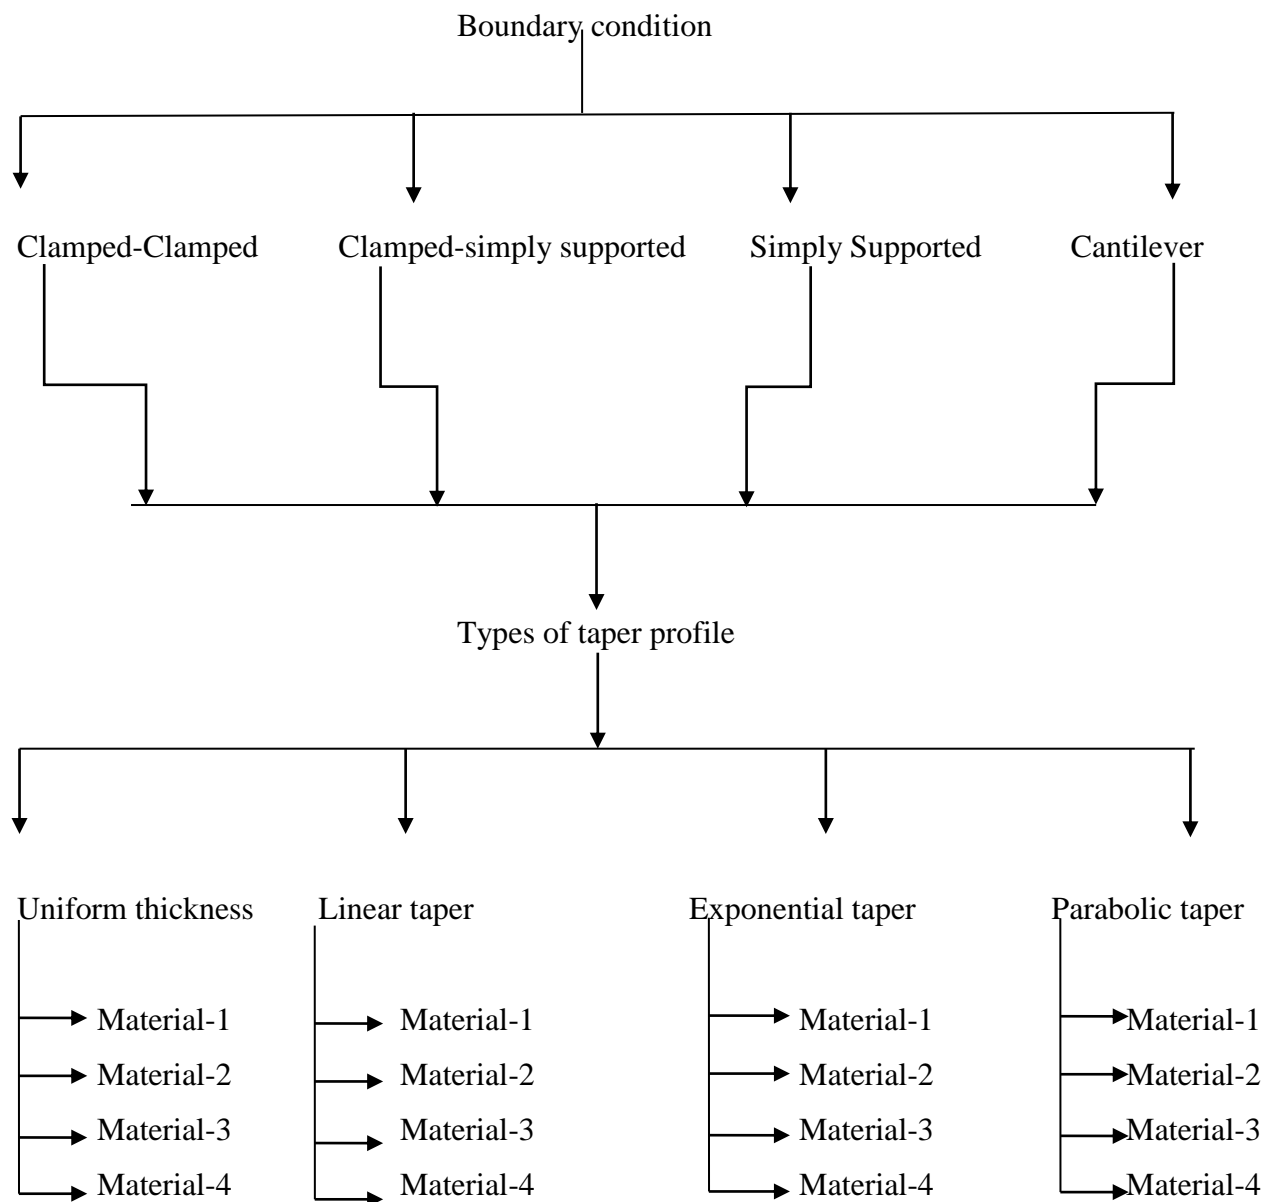 Boundary condition
Clamped-Clamped
Clamped-simply supported
Simply Supported
Cantilever
Types of taper profile
Uniform thickness
Linear taper
Exponential taper
Parabolic taper
Material-1
Material-1
Material-1
Material-1
Material-2
Material-2
Material-2
Material-2
Material-3
Material-3
Material-3
Material-3
Material-4
Material-4
Material-4
Material-4